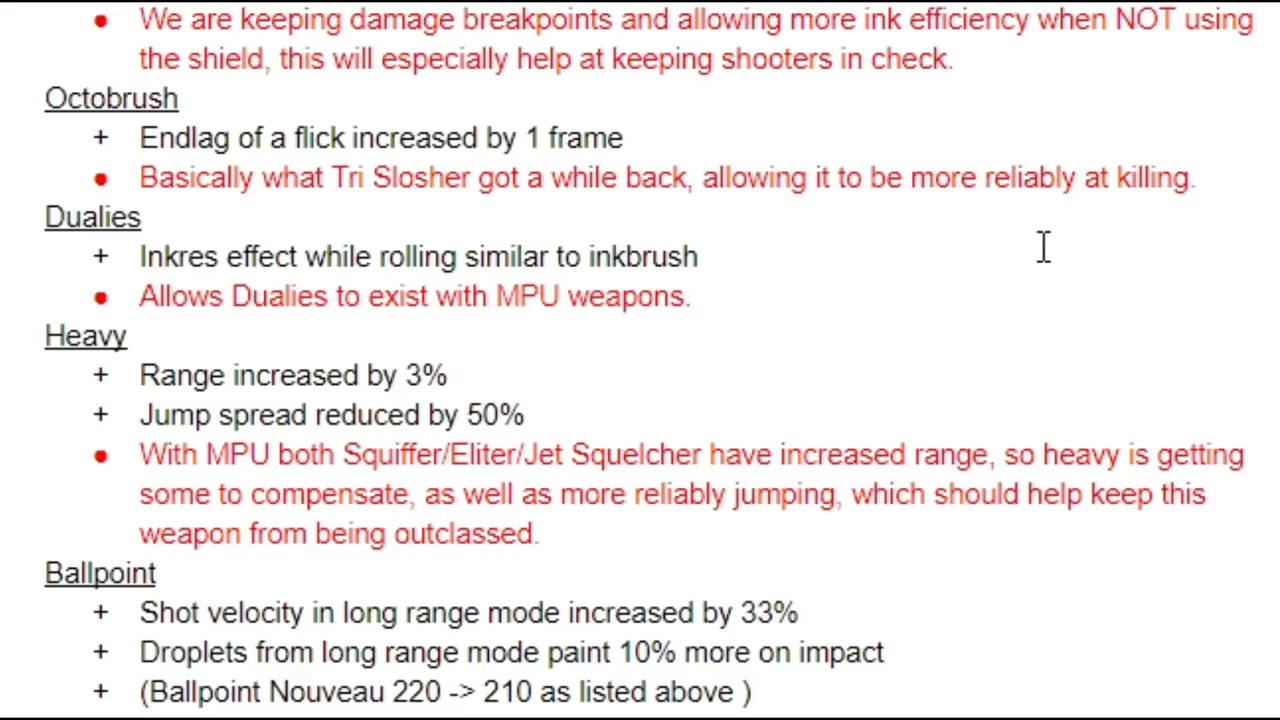 ● We are keeping damage breakpoints and allowing more ink efficiency when NOT using
the shield, this will especially help at keeping shooters in check.
Octobrush
+ Endlag of a flick increased by 1 frame
● Basically what Tri Slosher got a while back, allowing it to be more reliably at killing.
Dualies
+ Inkres effect while rolling similar to inkbrush
● Allows Dualies to exist with MPU weapons.
Heavy
+ Range increased by 3%
+ Jump spread reduced by 50%
● With MPU both Squiffer/Eliter/Jet Squelcher have increased range, so heavy is getting
some to compensate, as well as more reliably jumping, which should help keep this
weapon from being outclassed.
Ballpoint
+ Shot velocity in long range mode increased by 33%
+ Droplets from long range mode paint 10% more on impact
+ (Ballpoint Nouveau 220 -> 210 as listed above )